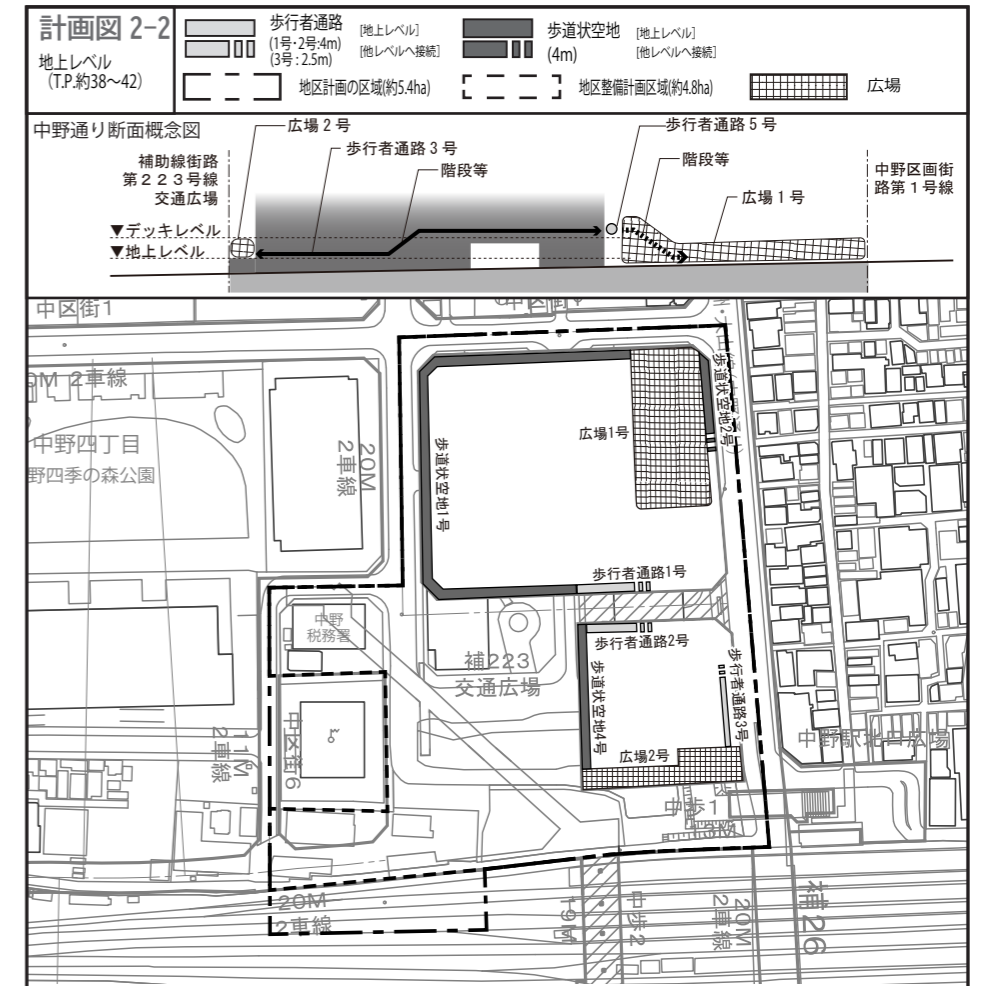 計画図 2-2
地上レベル
(T.P.約38～42)
歩行者通路
(1号・2号:4m)
(3号：2.5m)
[地上レベル]
[他レベルへ接続]
歩道状空地
(4m)
[地上レベル]
[他レベルへ接続]
地区計画の区域(約5.4ha)
地区整備計画区域(約4.8ha)
広場
中野通り断面概念図
広場２号
歩行者通路５号
歩行者通路３号
階段等
階段等
広場１号
補助線街路
第２２３号線
交通広場
中野区画街
路第１号線
▼デッキレベル
▼地上レベル
中区街1
2車線
中野四丁目
野四季の森公園
20M
2車線
歩道状空地1号
広場1号
歩道状空地2号
歩行者通路1号
中野
税務署
補223
交通広場
歩行者通路2号
歩道状空地4号
歩行者通路3号
広場2号
中区街6
11M
2車線
中野駅北口広場
中歩1
20M
2車線
19M
中歩2
20M
2車線
補26